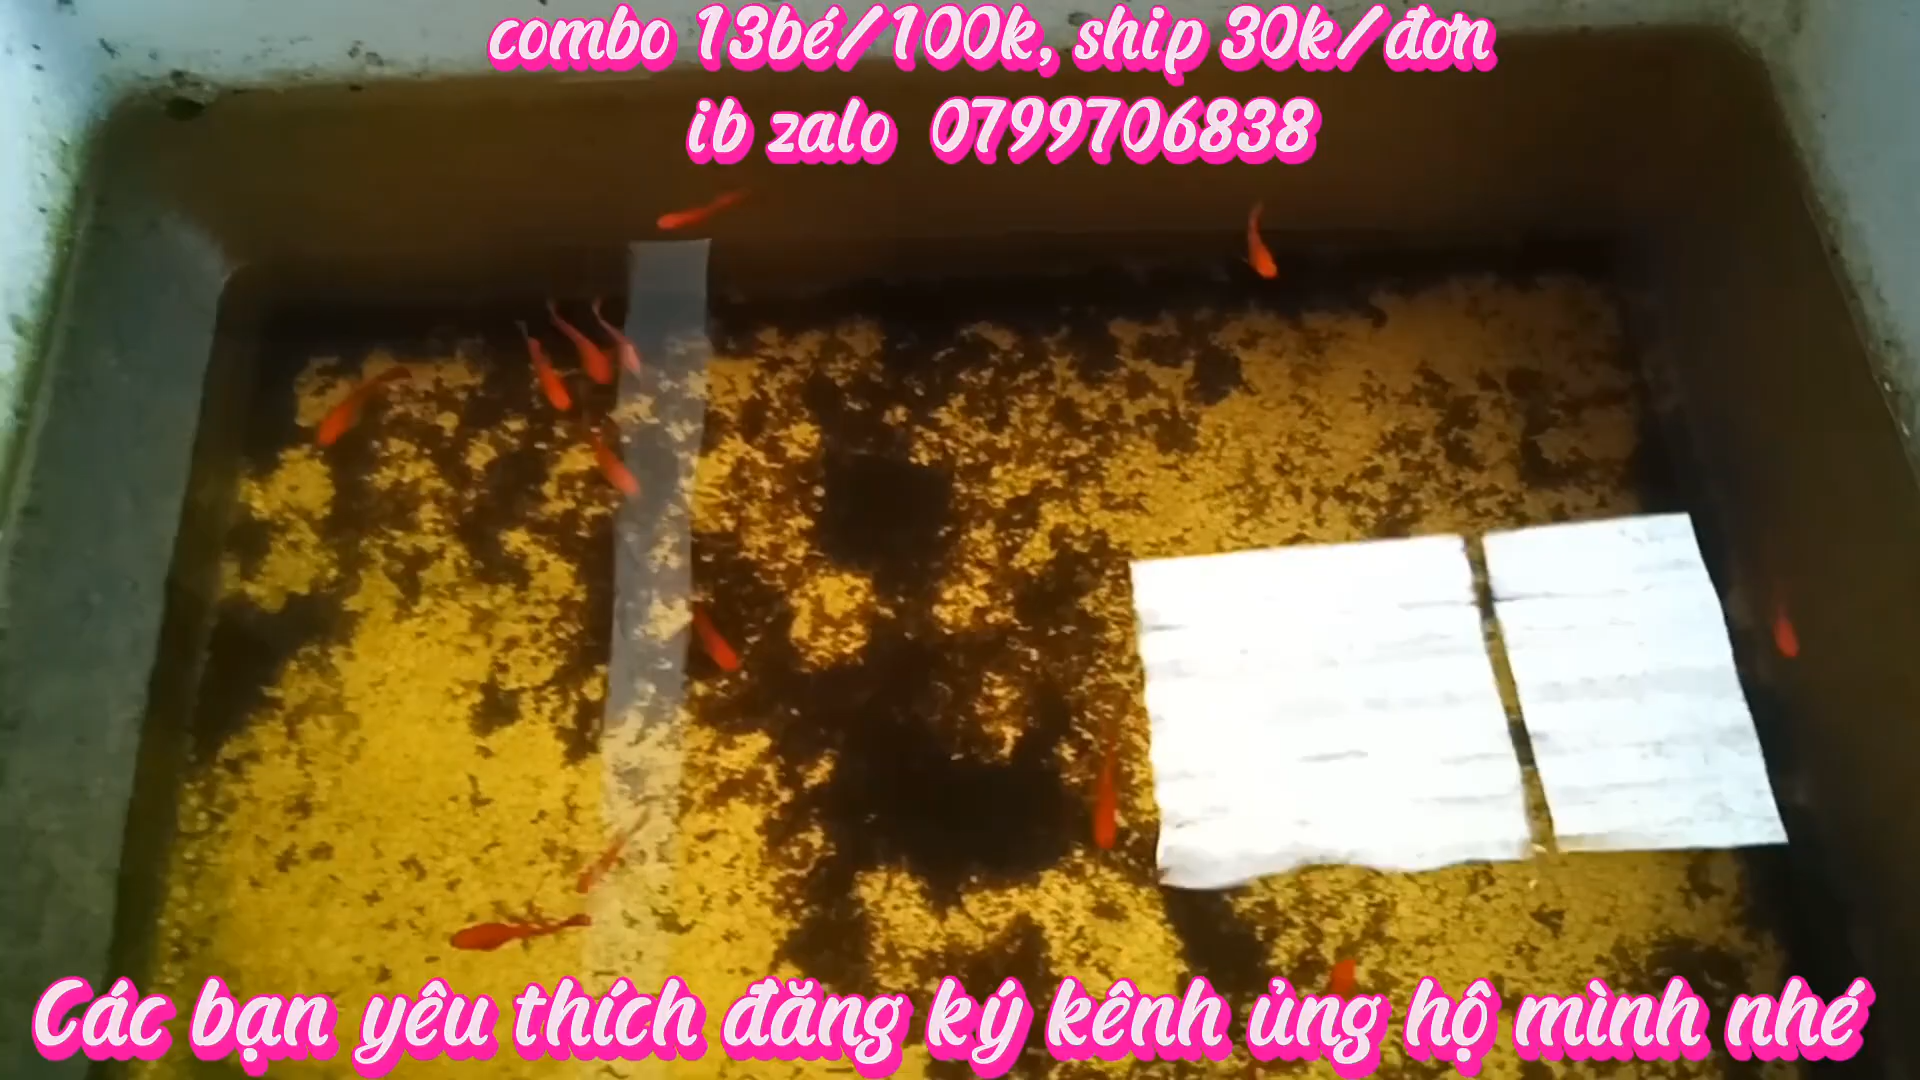 combo 13bé/100k, ship 30k/đơn
ib zalo 0799706838
Các bạn yêu thích đăng ký kênh ủng hộ mình nhé